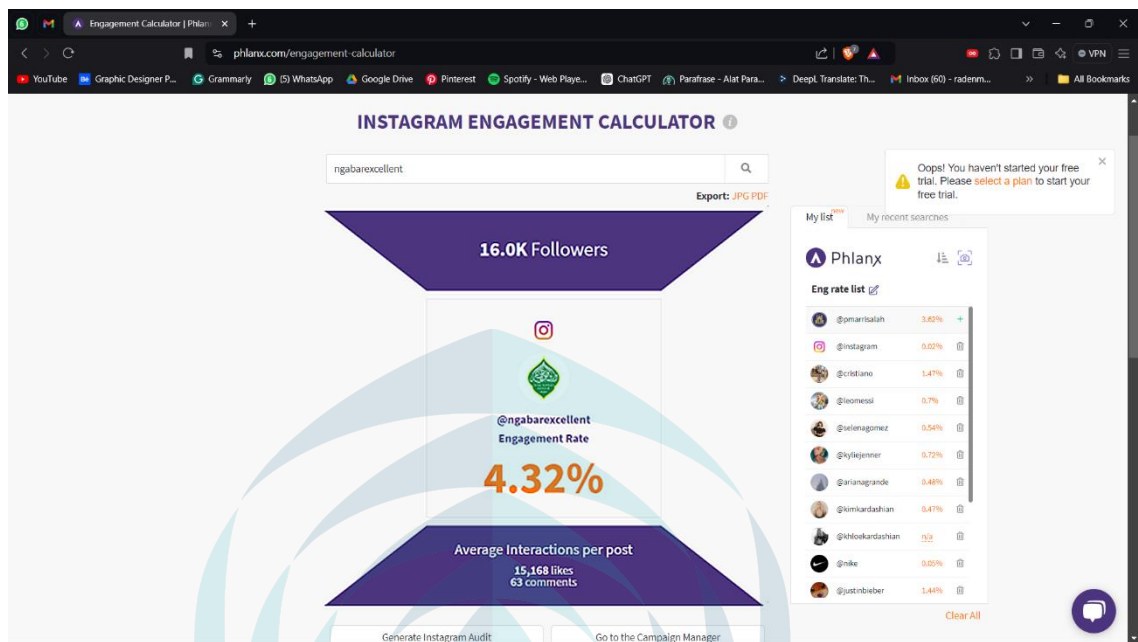 Engagement Calculator | Phlan
phlanx.com/engagement-calculator
VPN
YouTube Graphic Designer P... Grammarly (5) WhatsApp Google Drive Pinterest Spotify - Web Playe... ChatGPT Parafrase - Alat Para... DeepL Translate: Th... Inbox (60) - radenm... All Bookmarks
INSTAGRAM ENGAGEMENT CALCULATOR
ngabarexcellent
Export: JPG PDF
16.0K Followers
@ngabarexcellent
Engagement Rate
4.32%
Average Interactions per post
15,168 likes
63 comments
Generate Instagram Audit
Go to the Campaign Manager
Oops! You haven't started your free
trial. Please select a plan to start your
free trial.
My list new My recent searches
Phlanx
Eng rate list
@pmarrisalah 3.62%
@instagram 0.02%
@cristiano 1.47%
@leomessi 0.7%
@selenagomez 0.54%
@kyliejenner 0.72%
@arianagrande 0.48%
@kimkardashian 0.47%
@khloekardashian n/a
@nike 0.05%
@justinbieber 1.44%
Clear All